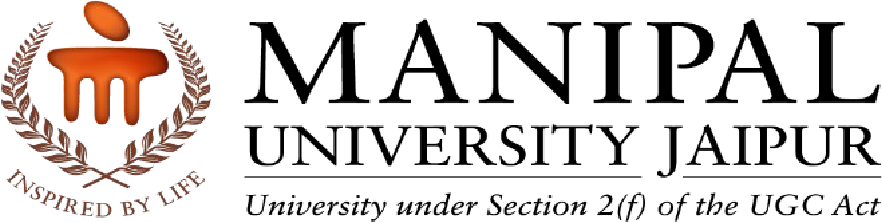 INSPIRED BY LIFE
MANIPAL
UNIVERSITY JAIPUR
University under Section 2(f) of the UGC Act